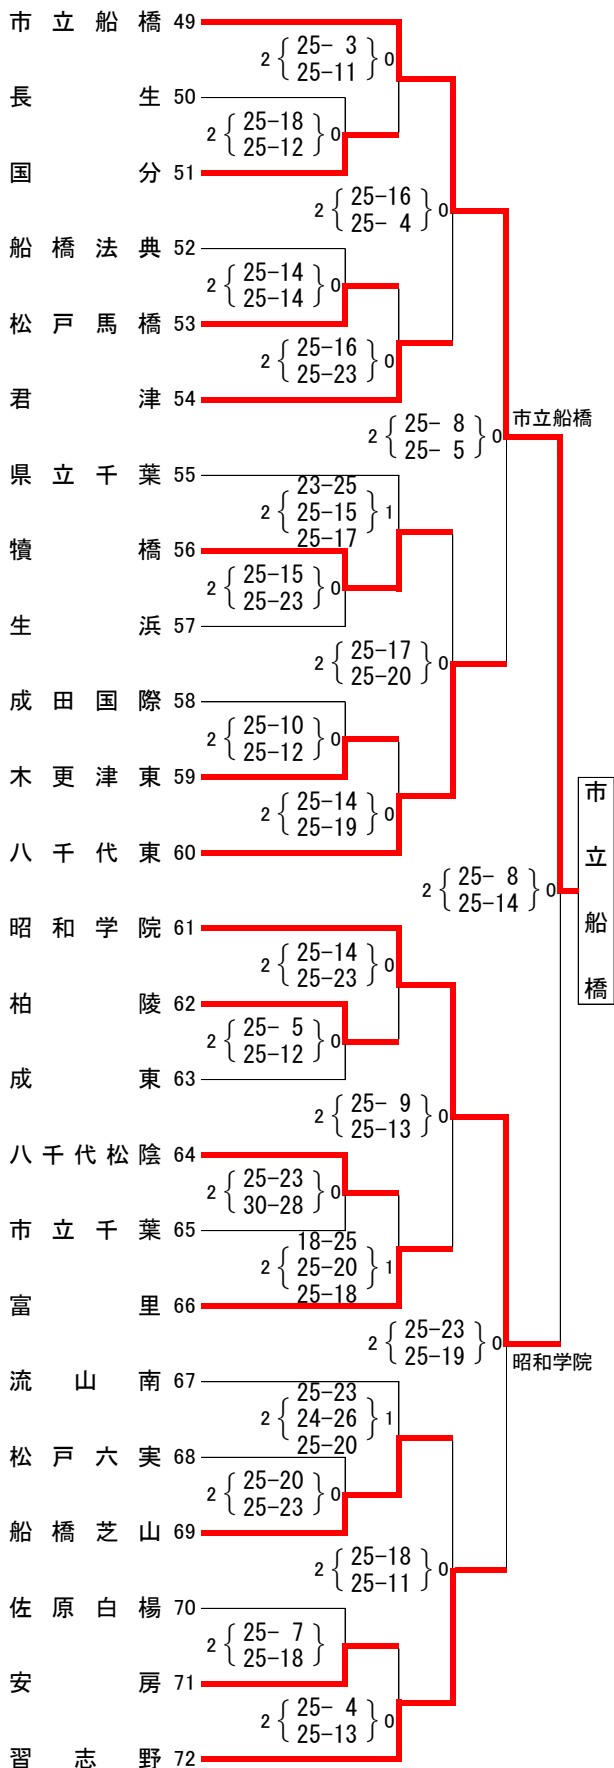 市立船橋 49
2 { 25- 3 } 0
25-11
長生 50
2 { 25-18 } 0
25-12
国分 51
2 { 25-16 } 0
25- 4
船橋法典 52
2 { 25-14 } 0
25-14
松戸馬橋 53
2 { 25-16 } 0
25-23
君津 54
市立船橋
2 { 25- 8 } 0
25- 5
県立千葉 55
23-25
2 { 25-15 } 1
25-17
犢橋 56
2 { 25-15 } 0
25-23
生浜 57
2 { 25-17 } 0
25-20
成田国際 58
2 { 25-10 } 0
25-12
木更津東 59
2 { 25-14 } 0
25-19
八千代東 60
市立船橋
2 { 25- 8 } 0
25-14
昭和学院 61
2 { 25-14 } 0
25-23
柏陵 62
2 { 25- 5 } 0
25-12
成東 63
2 { 25- 9 } 0
25-13
八千代松陰 64
2 { 25-23 } 0
30-28
市立千葉 65
18-25
2 { 25-20 } 1
25-18
富里 66
2 { 25-23 } 0
25-19
昭和学院
流山南 67
25-23
2 { 24-26 } 1
25-20
松戸六実 68
2 { 25-20 } 0
25-23
船橋芝山 69
2 { 25-18 } 0
25-11
佐原白楊 70
2 { 25- 7 }
25-18
安房 71
2 { 25- 4 } 0
25-13
習志野 72